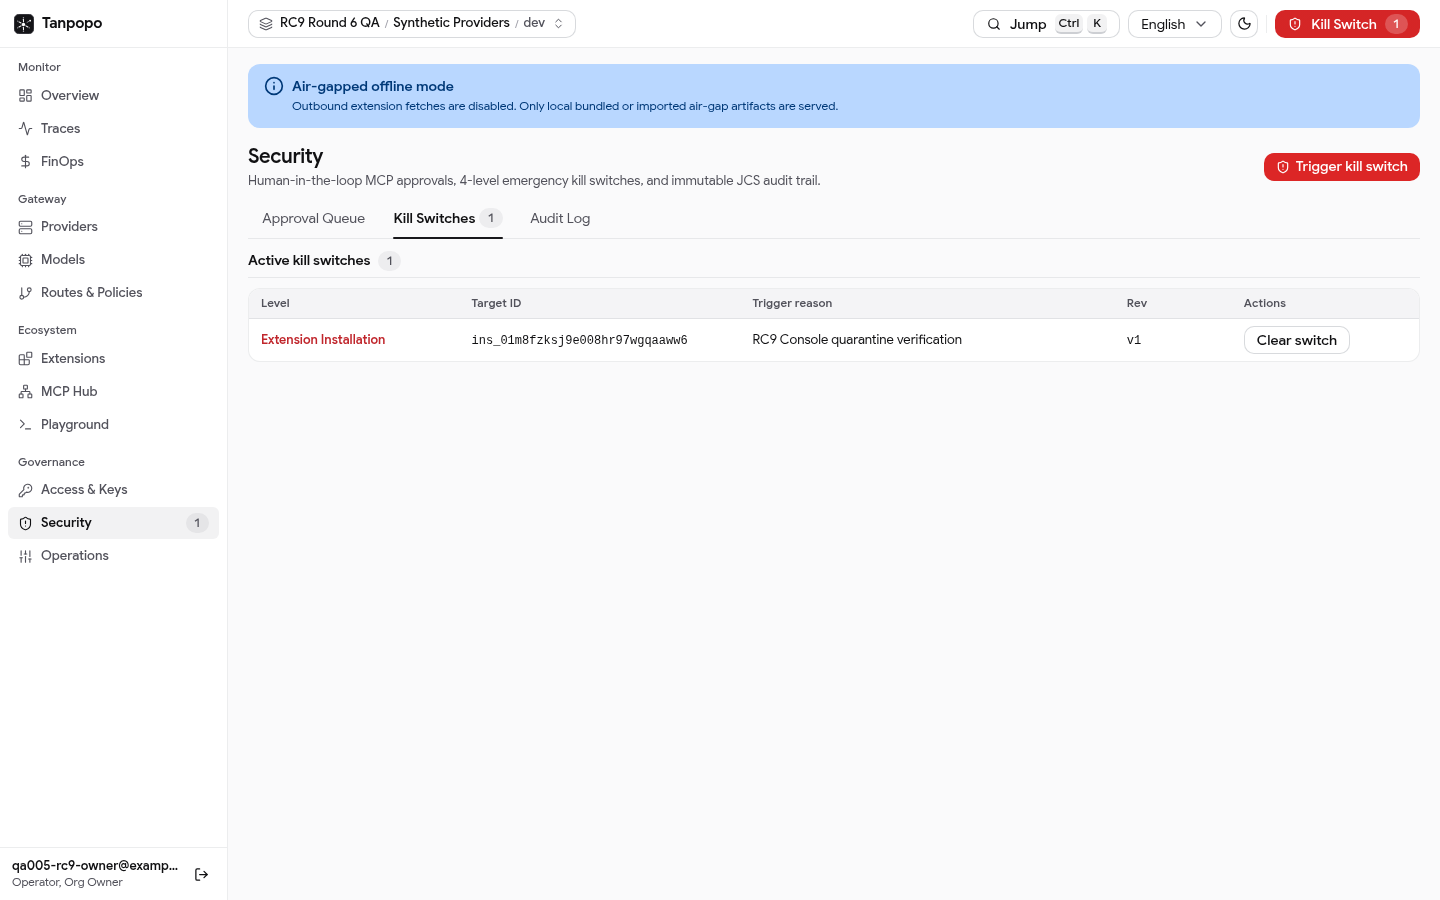 Tanpopo
RC9 Round 6 QA / Synthetic Providers / dev
Jump Ctrl K
English
Kill Switch 1
Monitor
Overview
Traces
FinOps
Gateway
Providers
Models
Routes & Policies
Ecosystem
Extensions
MCP Hub
Playground
Governance
Access & Keys
Security 1
Operations
qa005-rc9-owner@examp...
Operator, Org Owner
Air-gapped offline mode
Outbound extension fetches are disabled. Only local bundled or imported air-gap artifacts are served.
Security
Human-in-the-loop MCP approvals, 4-level emergency kill switches, and immutable JCS audit trail.
Trigger kill switch
Approval Queue Kill Switches 1 Audit Log
Active kill switches 1
Level Target ID Trigger reason Rev Actions
Extension Installation ins_01m8fzksj9e008hr97wgqaaww6 RC9 Console quarantine verification v1 Clear switch